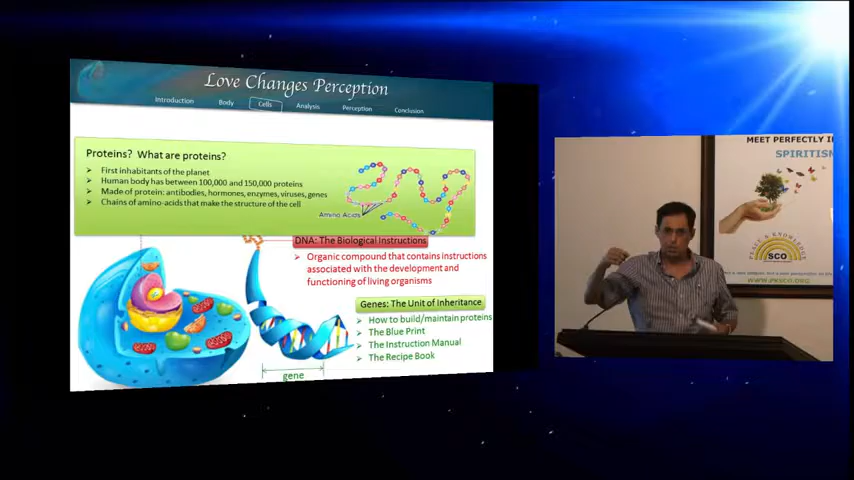 Love Changes Perception
Introduction Body Cells Analysis Perception Conclusion
Proteins? What are proteins?
First inhabitants of the planet
Human body has between 100,000 and 150,000 proteins
Made of protein: antibodies, hormones, enzymes, viruses, genes
Chains of amino-acids that make the structure of the cell
Amino Acids
DNA: The Biological Instructions
Organic compound that contains instructions
associated with the development and
functioning of living organisms
Genes: The Unit of Inheritance
How to build/maintain proteins
The Blue Print
The Instruction Manual
The Recipe Book
gene
MEET PERFECTLY I
SPIRITISM
PEACE & KNOWLEDGE
SCO